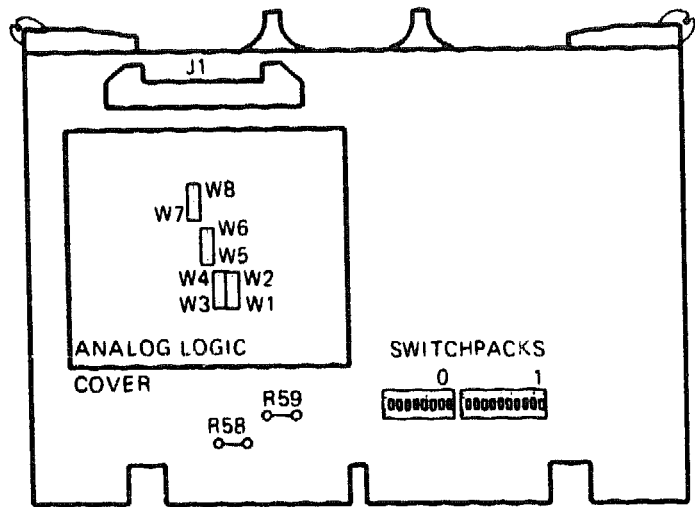 J1
W8
W7
W6
W5
W4 W2
W3 W1
ANALOG LOGIC
COVER
SWITCHPACKS
0 1
R59
R58